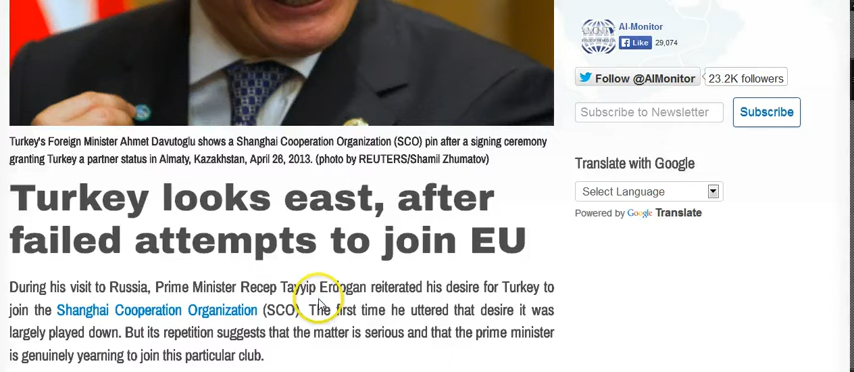 Turkey's Foreign Minister Ahmet Davutoglu shows a Shanghai Cooperation Organization (SCO) pin after a signing ceremony
granting Turkey a partner status in Almaty, Kazakhstan, April 26, 2013. (photo by REUTERS/Shamil Zhumatov)
Turkey looks east, after
failed attempts to join EU
During his visit to Russia, Prime Minister Recep Tayyip Erdogan reiterated his desire for Turkey to
join the Shanghai Cooperation Organization (SCO). The first time he uttered that desire it was
largely played down. But its repetition suggests that the matter is serious and that the prime minister
is genuinely yearning to join this particular club.
Al-Monitor
Like 29,074
Follow @AlMonitor 23.2K followers
Subscribe to Newsletter Subscribe
Translate with Google
Select Language
Powered by Google Translate